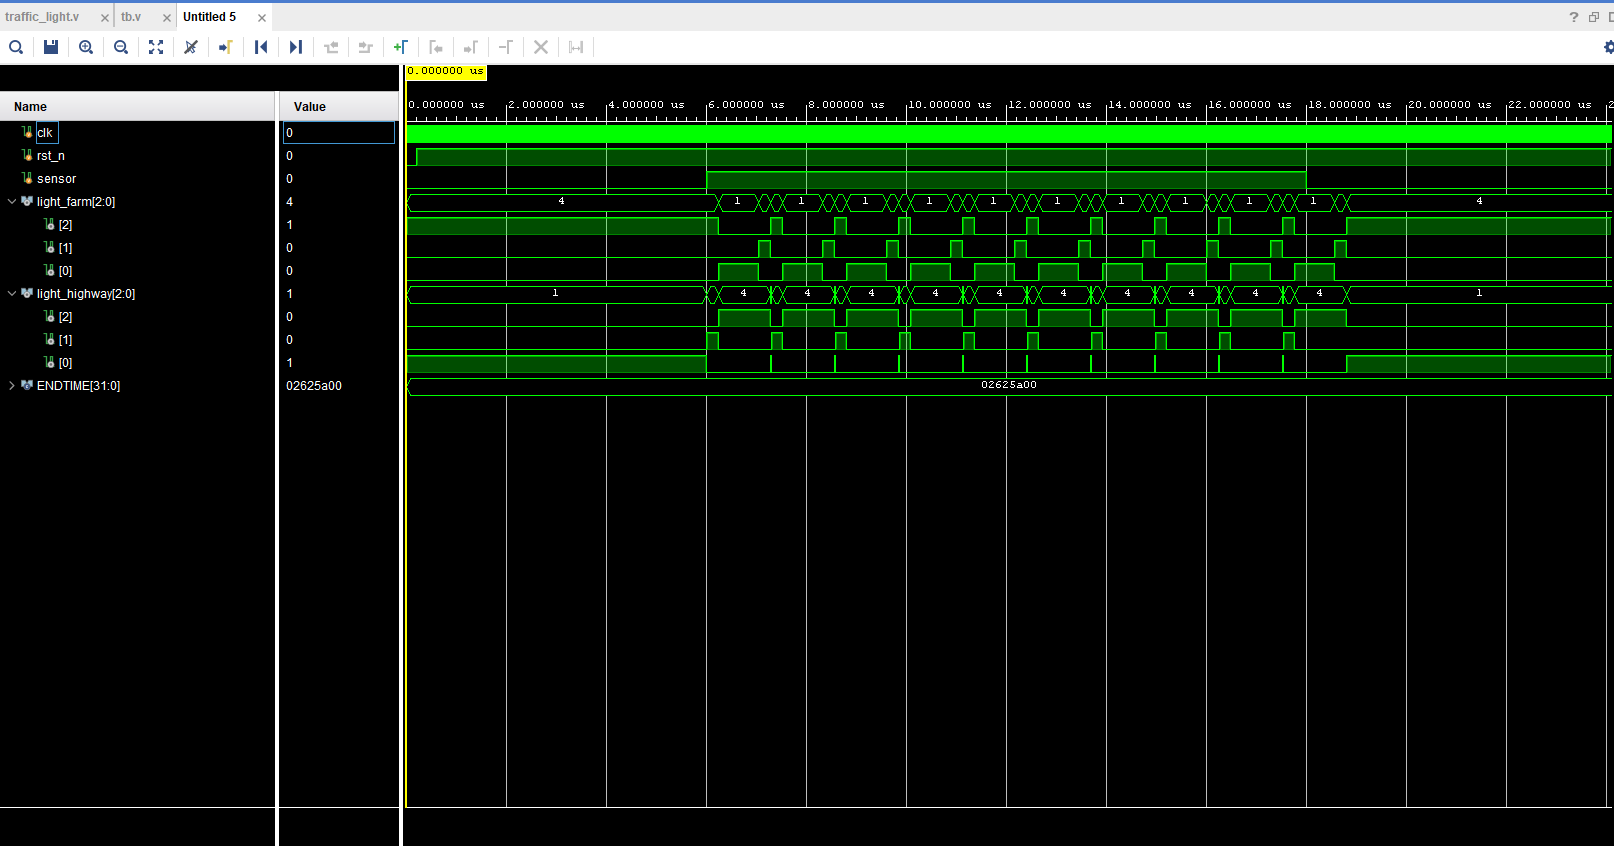 traffic_light.v tb.v Untitled 5
0.000000 us
Name Value
0.000000 us 2.000000 us 4.000000 us 6.000000 us 8.000000 us 10.000000 us 12.000000 us 14.000000 us 16.000000 us 18.000000 us 20.000000 us 22.000000 us
clk 0
rst_n 0
sensor 0
light_farm[2:0] 4 4 1 1 1 1 1 1 1 1 1 1 4
[2] 1
[1] 0
[0] 0
light_highway[2:0] 1 1 4 4 4 4 4 4 4 4 4 4 1
[2] 0
[1] 0
[0] 1
ENDTIME[31:0] 02625a00 02625a00